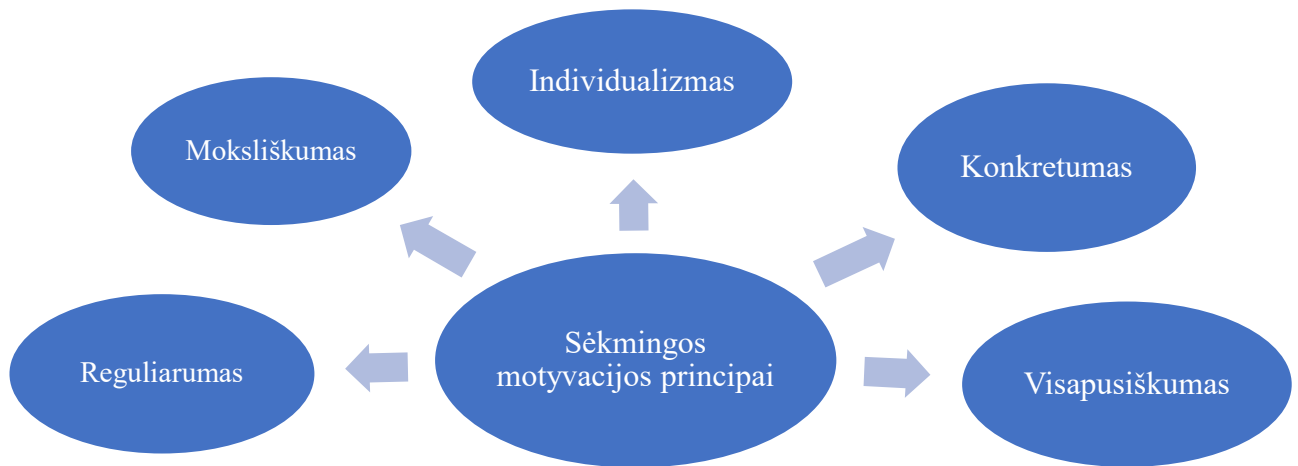 Individualizmas
Moksliškumas
Konkretumas
Sėkmingos
motyvacijos principai
Reguliarumas
Visapusiškumas